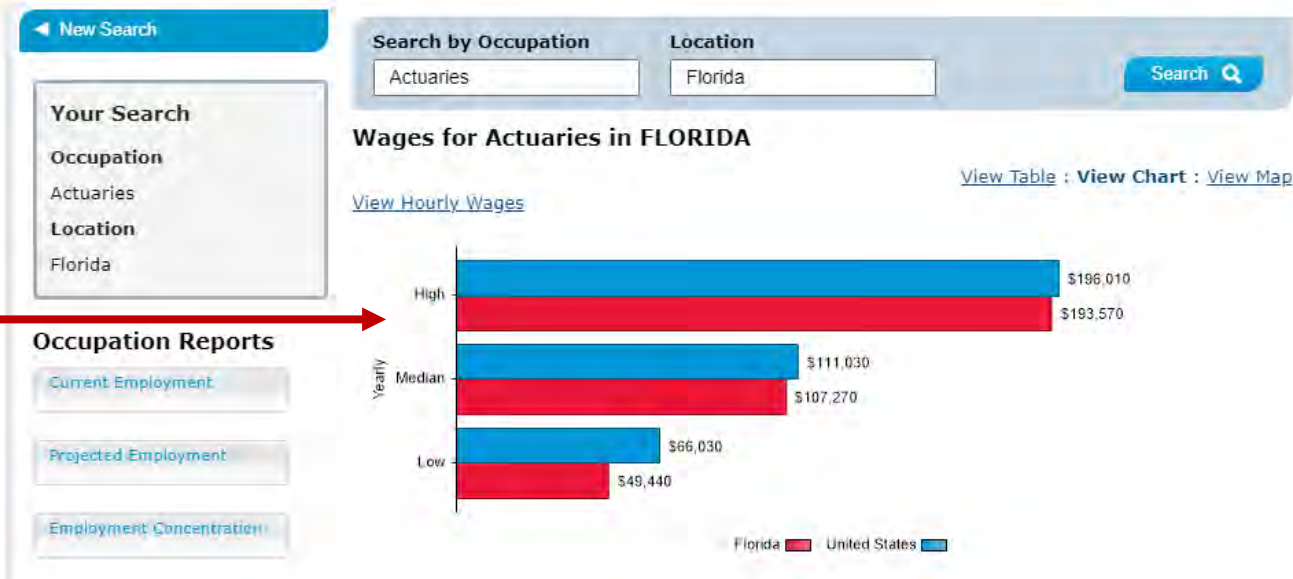 New Search
Your Search
Occupation
Actuaries
Location
Florida
Occupation Reports
Current Employment
Projected Employment
Employment Concentration
Search by Occupation
Location
Actuaries
Florida
Search
Wages for Actuaries in FLORIDA
View Table : View Chart : View Map
View Hourly Wages
Yearly
High
$196,010
$193,570
Median
$111,030
$107,270
Low
$66,030
$49,440
Florida United States